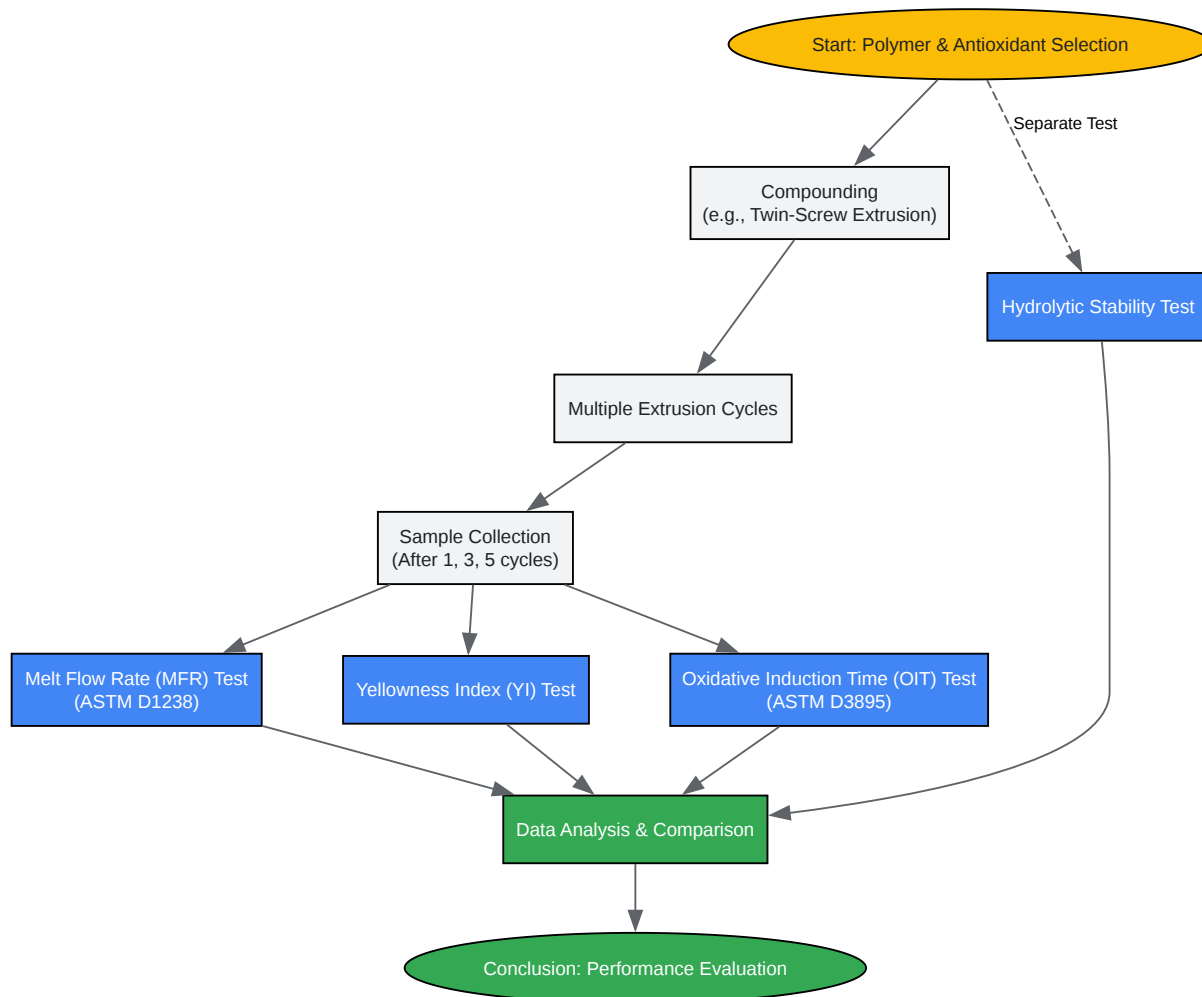 Start: Polymer & Antioxidant Selection
Separate Test
Compounding
(e.g., Twin-Screw Extrusion)
Hydrolytic Stability Test
Multiple Extrusion Cycles
Sample Collection
(After 1, 3, 5 cycles)
Melt Flow Rate (MFR) Test
(ASTM D1238)
Yellowness Index (YI) Test
Oxidative Induction Time (OIT) Test
(ASTM D3895)
Data Analysis & Comparison
Conclusion: Performance Evaluation